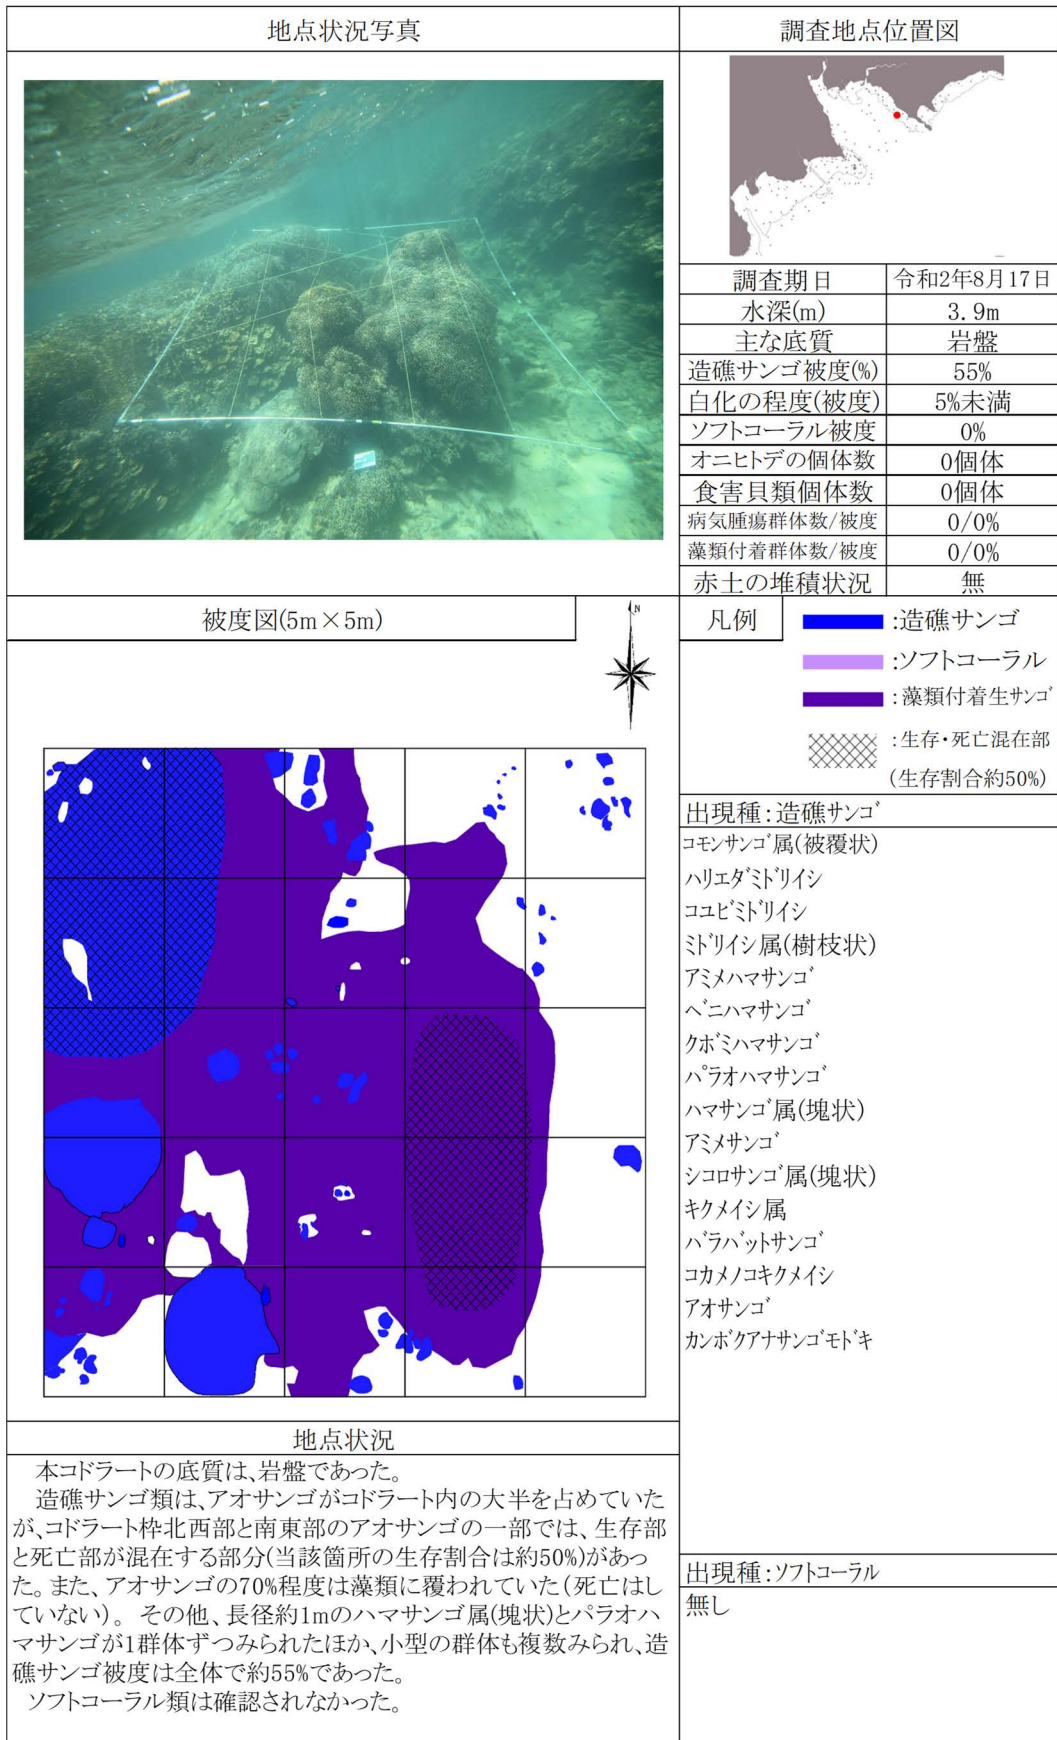 地点状況写真
調査地点位置図
調査期日 令和2年8月17日
水深(m) 3.9m
主な底質 岩盤
造礁サンゴ被度(%) 55%
白化の程度(被度) 5%未満
ソフトコーラル被度 0%
オニヒトデの個体数 0個体
食害貝類個体数 0個体
病気腫瘍群体数/被度 0/0%
藻類付着群体数/被度 0/0%
赤土の堆積状況 無
被度図(5m×5m)
N
凡例
:造礁サンゴ
:ソフトコーラル
:藻類付着生サンゴ
:生存・死亡混在部
(生存割合約50%)
出現種:造礁サンゴ
コモンサンゴ属(被覆状)
ハリエダミドリイシ
コユビミドリイシ
ミドリイシ属(樹枝状)
アミメハマサンゴ
ベニハマサンゴ
クボミハマサンゴ
パラオハマサンゴ
ハマサンゴ属(塊状)
アミメサンゴ
シコロサンゴ属(塊状)
キクメイシ属
バラバットサンゴ
コカメノコキクメイシ
アオサンゴ
カンボクアナサンゴモドキ
地点状況
本コドラートの底質は、岩盤であった。
造礁サンゴ類は、アオサンゴがコドラート内の大半を占めていた
が、コドラート枠北西部と南東部のアオサンゴの一部では、生存部
と死亡部が混在する部分(当該箇所の生存割合は約50%)があっ
た。また、アオサンゴの70%程度は藻類に覆われていた(死亡はし
ていない)。 その他、長径約1mのハマサンゴ属(塊状)とパラオハ
マサンゴが1群体ずつみられたほか、小型の群体も複数みられ、造
礁サンゴ被度は全体で約55%であった。
ソフトコーラル類は確認されなかった。
出現種:ソフトコーラル
無し